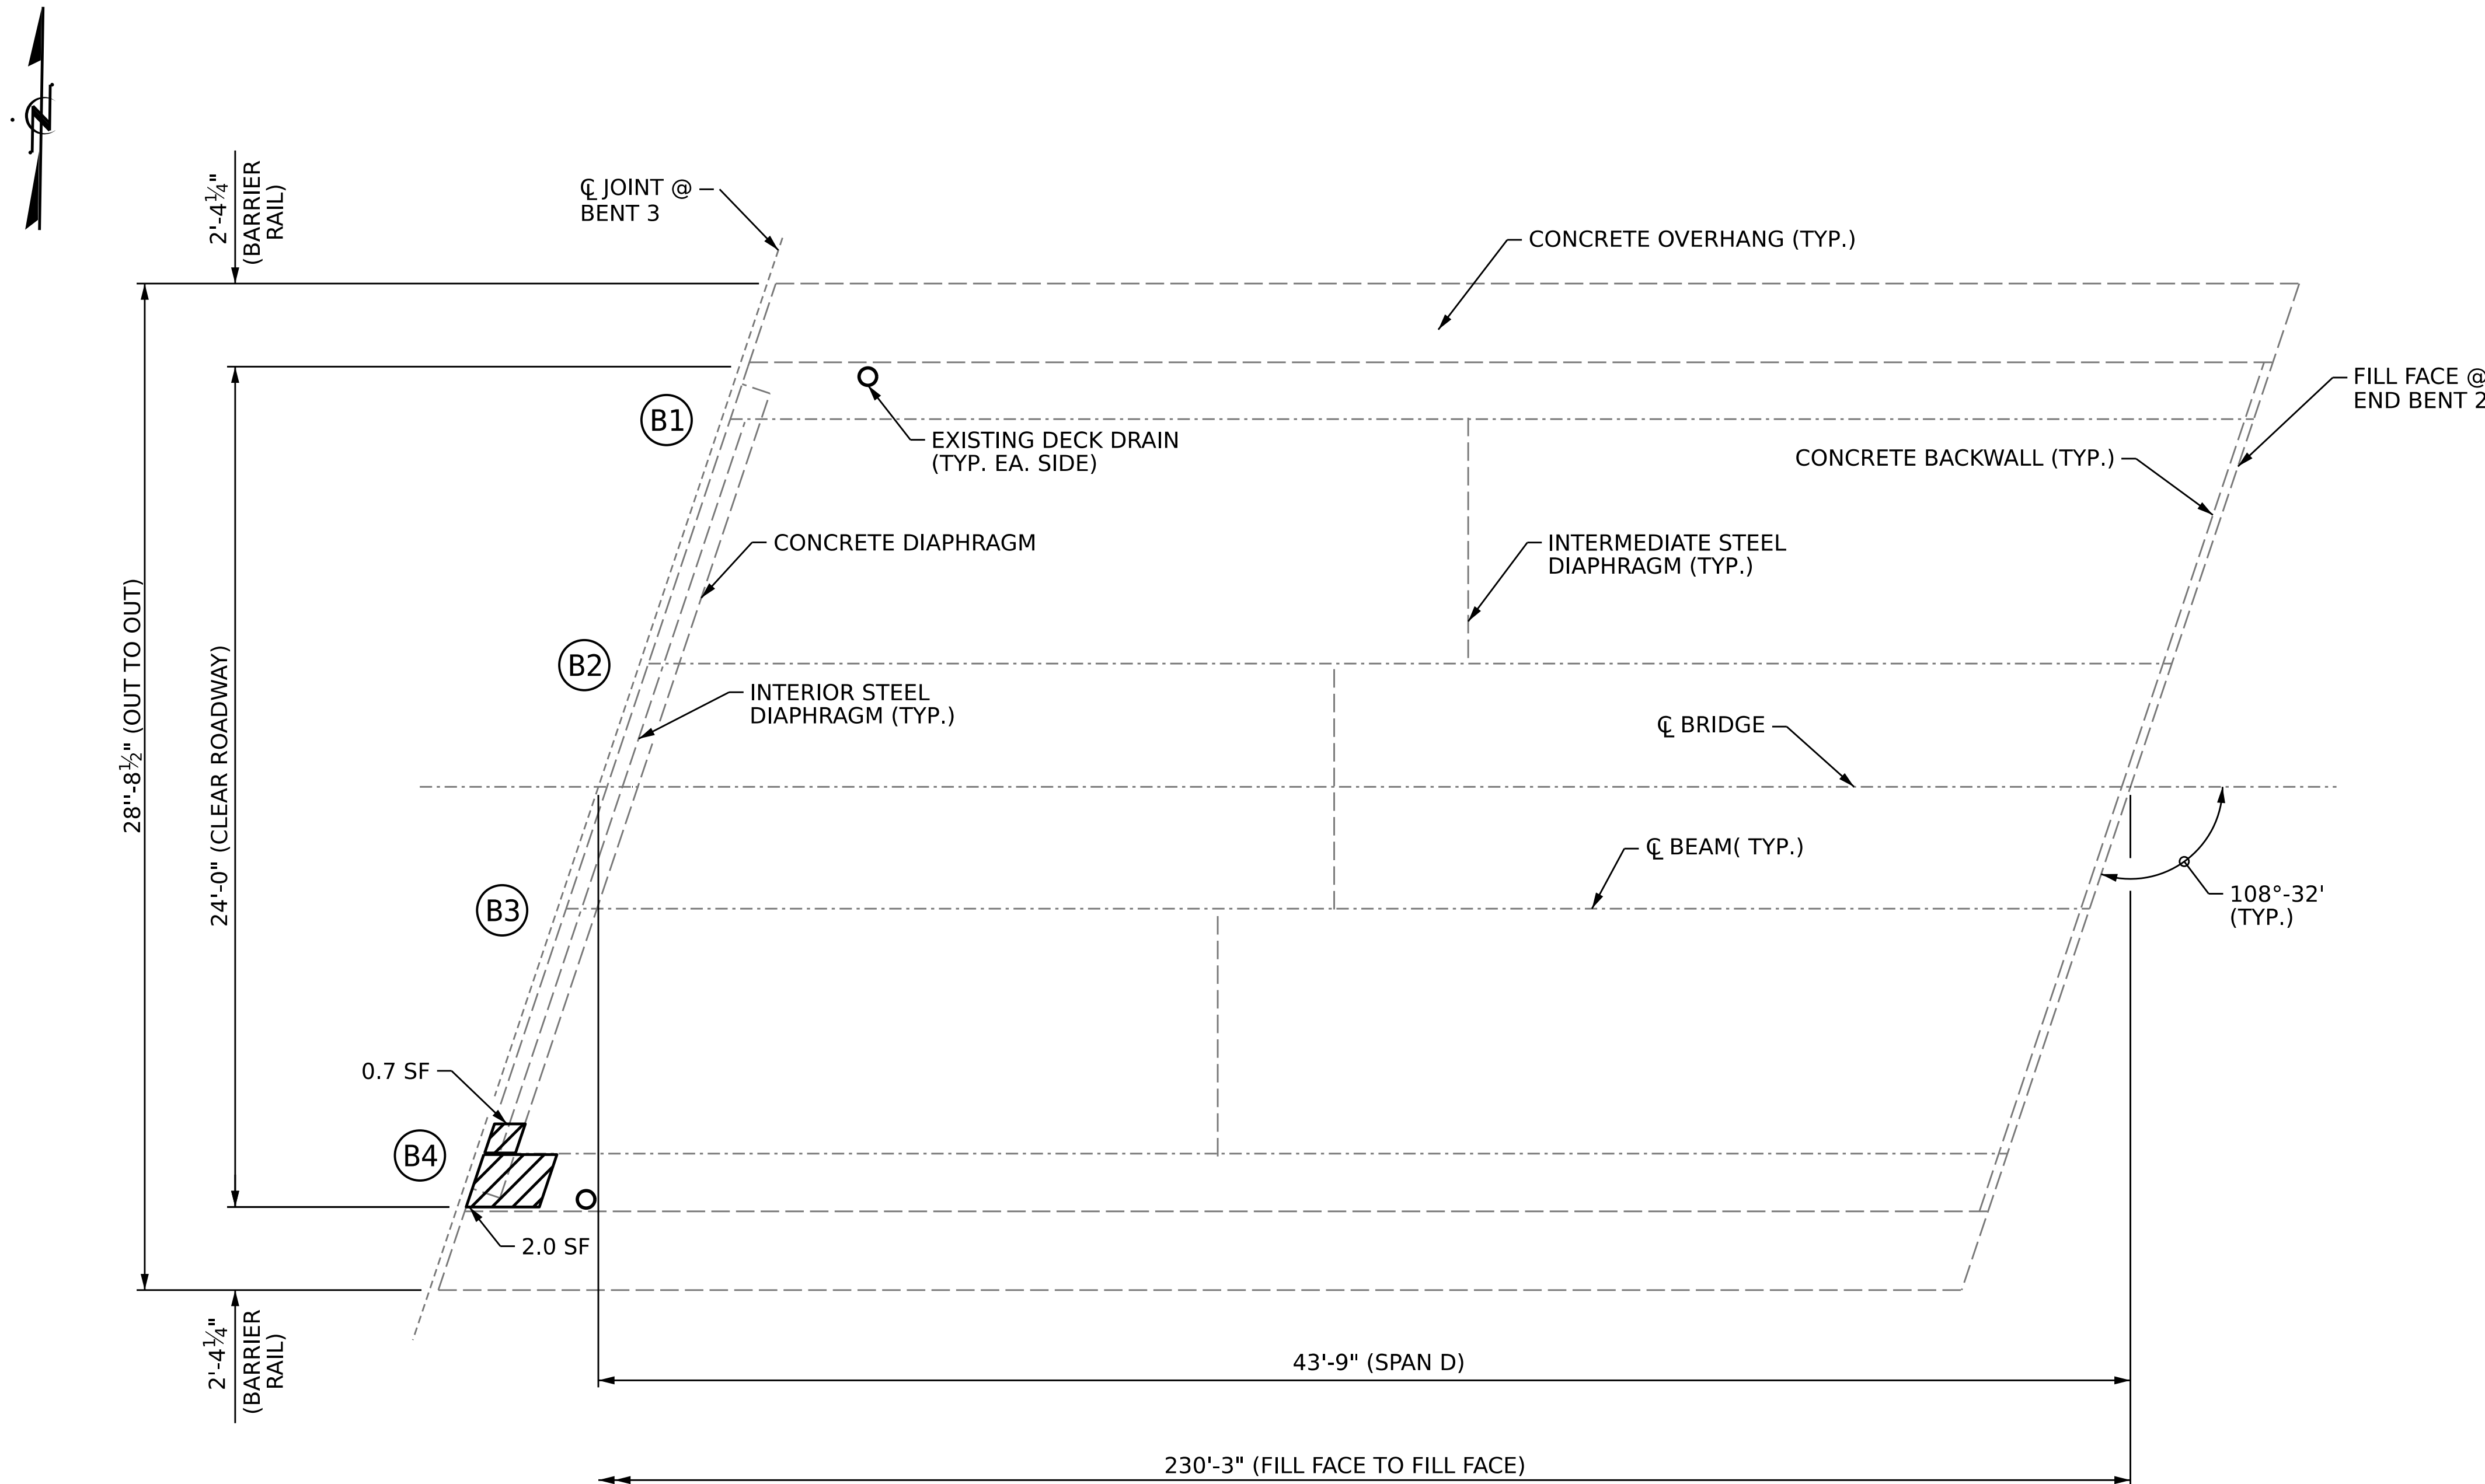 N
2'-4¼"
(BARRIER
RAIL)
℄ JOINT @
BENT 3
CONCRETE OVERHANG (TYP.)
FILL FACE @
END BENT 2
B1
EXISTING DECK DRAIN
(TYP. EA. SIDE)
CONCRETE BACKWALL (TYP.)
CONCRETE DIAPHRAGM
INTERMEDIATE STEEL
DIAPHRAGM (TYP.)
28''-8½" (OUT TO OUT)
24'-0" (CLEAR ROADWAY)
B2
INTERIOR STEEL
DIAPHRAGM (TYP.)
℄ BRIDGE
℄ BEAM( TYP.)
B3
108°-32'
(TYP.)
0.7 SF
B4
2.0 SF
2'-4¼"
(BARRIER
RAIL)
43'-9" (SPAN D)
230'-3" (FILL FACE TO FILL FACE)